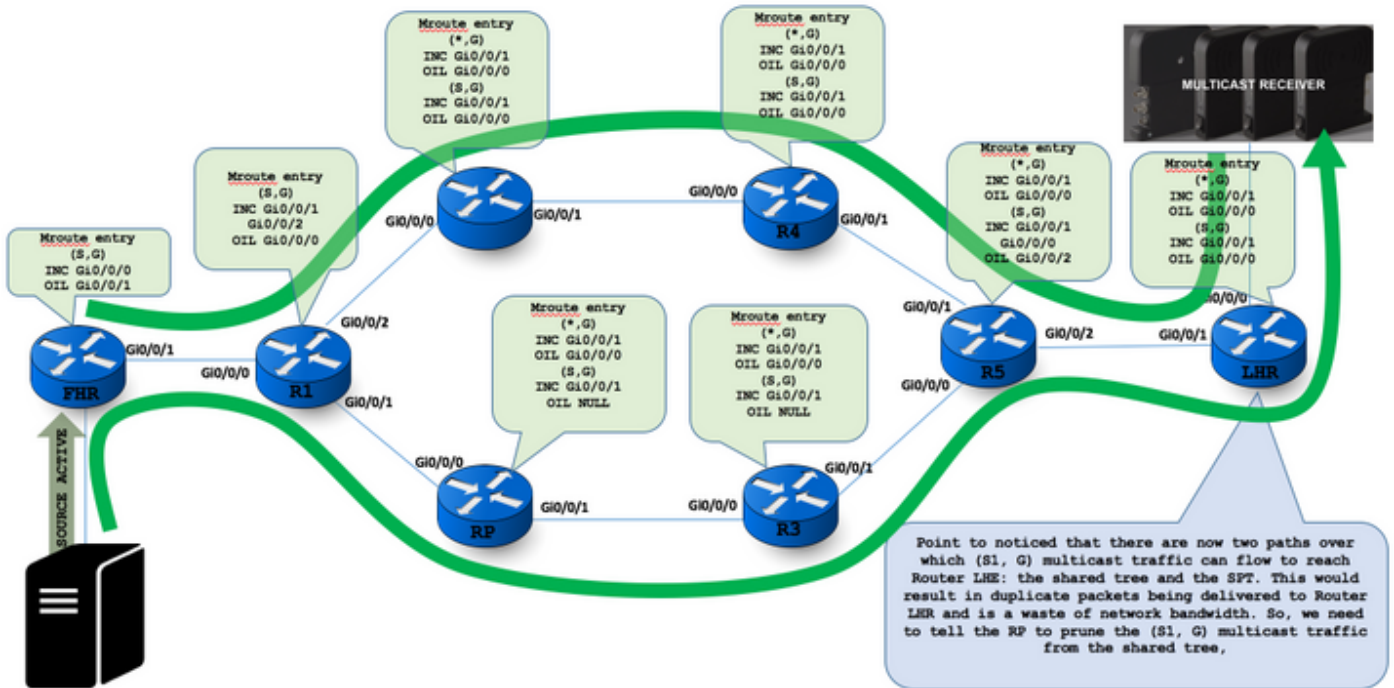 Mroute entry
(*,G)
INC Gi0/0/1
OIL Gi0/0/0
(S,G)
INC Gi0/0/1
OIL Gi0/0/0
Mroute entry
(*,G)
INC Gi0/0/1
OIL Gi0/0/0
(S,G)
INC Gi0/0/1
OIL Gi0/0/0
MULTICAST RECEIVER
Mroute entry
(S,G)
INC Gi0/0/1
Gi0/0/2
OIL Gi0/0/0
Mroute entry
(*,G)
INC Gi0/0/1
OIL Gi0/0/0
(S,G)
INC Gi0/0/1
Gi0/0/0
OIL Gi0/0/2
Mroute entry
(*,G)
INC Gi0/0/1
OIL Gi0/0/0
(S,G)
INC Gi0/0/1
OIL Gi0/0/0
Mroute entry
(S,G)
INC Gi0/0/0
OIL Gi0/0/1
Gi0/0/0
Gi0/0/1
Gi0/0/0
R4
Gi0/0/1
Gi0/0/2
Gi0/0/1
FHR
Gi0/0/0
R1
Gi0/0/1
Mroute entry
(*,G)
INC Gi0/0/1
OIL Gi0/0/0
(S,G)
INC Gi0/0/1
OIL NULL
Mroute entry
(*,G)
INC Gi0/0/1
OIL Gi0/0/0
(S,G)
INC Gi0/0/1
OIL NULL
Gi0/0/1
R5
Gi0/0/2
Gi0/0/0
Gi0/0/0
Gi0/0/1
LHR
SOURCE ACTIVE
Gi0/0/0
RP
Gi0/0/1
Gi0/0/0
R3
Gi0/0/1
Point to noticed that there are now two paths over
which (S1, G) multicast traffic can flow to reach
Router LHE: the shared tree and the SPT. This would
result in duplicate packets being delivered to Router
LHR and is a waste of network bandwidth. So, we need
to tell the RP to prune the (S1, G) multicast traffic
from the shared tree,